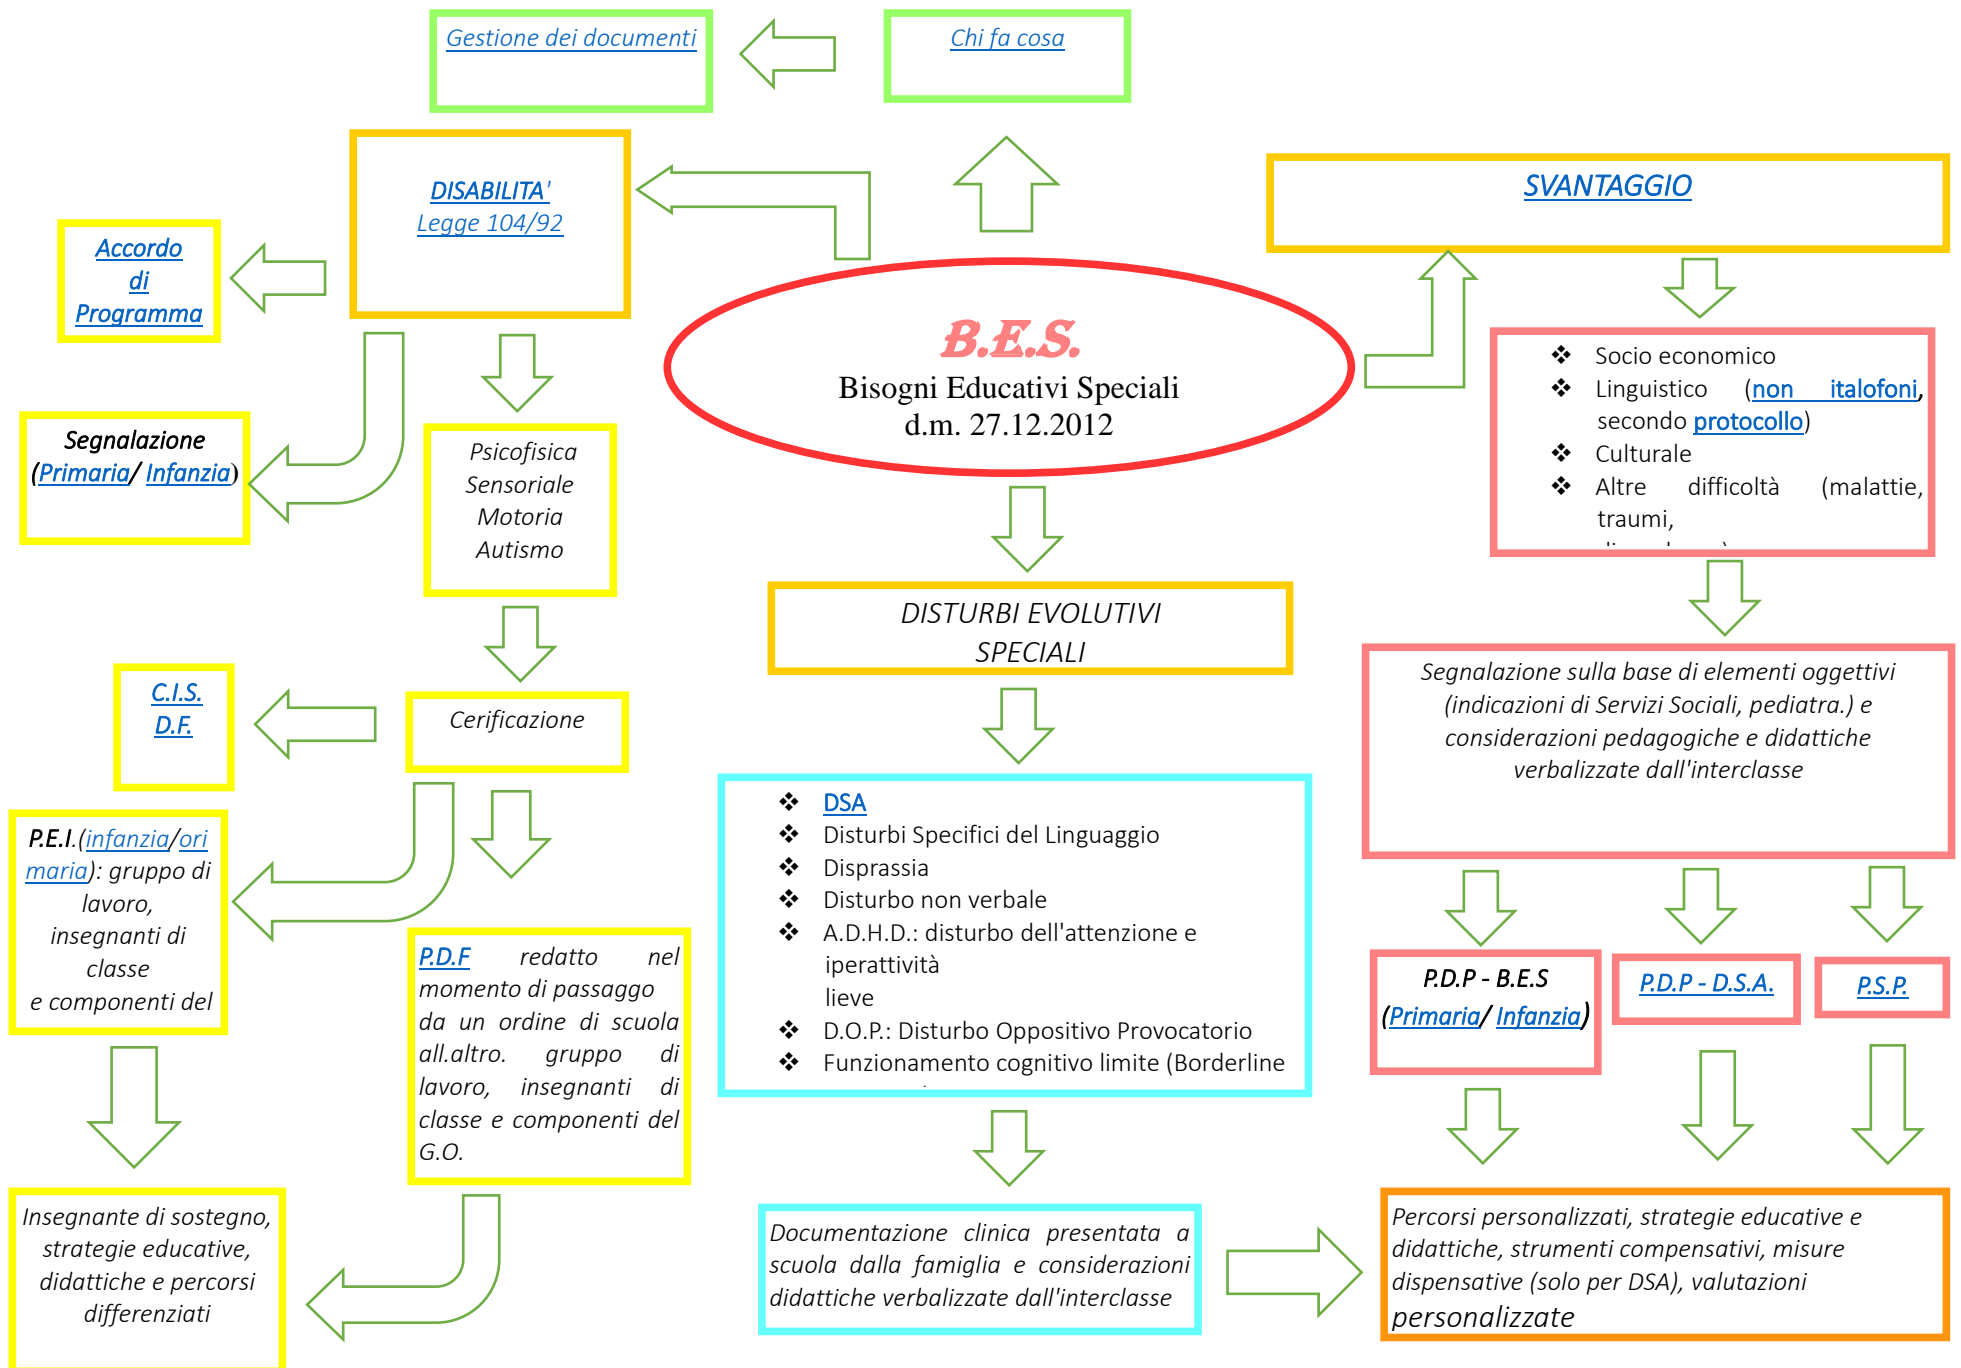 Gestione dei documenti
Chi fa cosa
DISABILITA'
Legge 104/92
SVANTAGGIO
Accordo
di
Programma
B.E.S.
Bisogni Educativi Speciali
d.m. 27.12.2012
❖ Socio economico
❖ Linguistico (non italofoni,
secondo protocollo)
❖ Culturale
❖ Altre difficoltà (malattie,
traumi,
Segnalazione
(Primaria/ Infanzia)
Psicofisica
Sensoriale
Motoria
Autismo
DISTURBI EVOLUTIVI
SPECIALI
Segnalazione sulla base di elementi oggettivi
(indicazioni di Servizi Sociali, pediatra.) e
considerazioni pedagogiche e didattiche
verbalizzate dall'interclasse
C.I.S.
D.F.
Cerificazione
❖ DSA
❖ Disturbi Specifici del Linguaggio
❖ Disprassia
❖ Disturbo non verbale
❖ A.D.H.D.: disturbo dell'attenzione e
iperattività
lieve
❖ D.O.P.: Disturbo Oppositivo Provocatorio
❖ Funzionamento cognitivo limite (Borderline
P.E.I.(infanzia/ori
maria): gruppo di
lavoro,
insegnanti di
classe
e componenti del
P.D.F redatto nel
momento di passaggo
da un ordine di scuola
all.altro. gruppo di
lavoro, insegnanti di
classe e componenti del
G.O.
P.D.P - B.E.S
(Primaria/ Infanzia)
P.D.P - D.S.A.
P.S.P.
Insegnante di sostegno,
strategie educative,
didattiche e percorsi
differenziati
Documentazione clinica presentata a
scuola dalla famiglia e considerazioni
didattiche verbalizzate dall'interclasse
Percorsi personalizzati, strategie educative e
didattiche, strumenti compensativi, misure
dispensative (solo per DSA), valutazioni
personalizzate